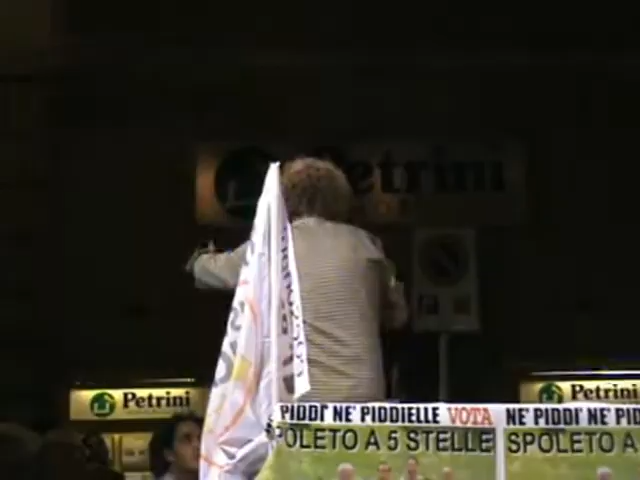 Petrini
Petrini
Petrini
PIDDI' NE' PIDDIELLE VOTA NE' PIDDI' NE' PID
POLETO A 5 STELLE SPOLETO A